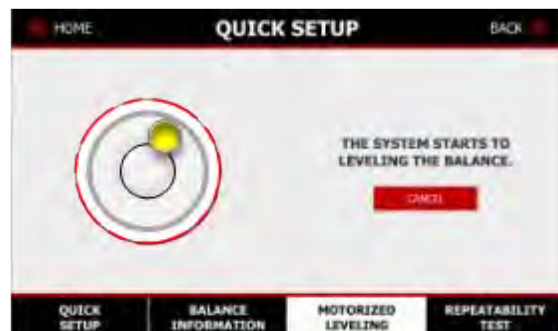 HOME QUICK SETUP BACK
THE SYSTEM STARTS TO
LEVELING THE BALANCE.
CANCEL
QUICK SETUP BALANCE INFORMATION MOTORIZED LEVELING REPEATABILITY TEST